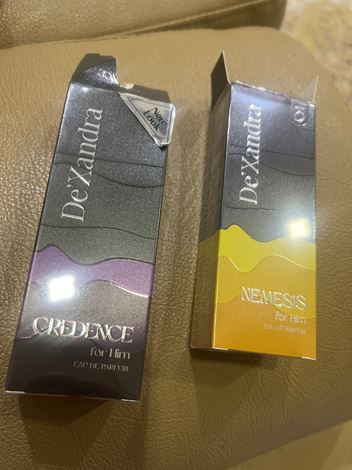 New
Look
De'Xandra
CREDENCE
for Him
EAU DE PARFUM
De'Xandra
NEMESIS
for Him
EAU DE PARFUM